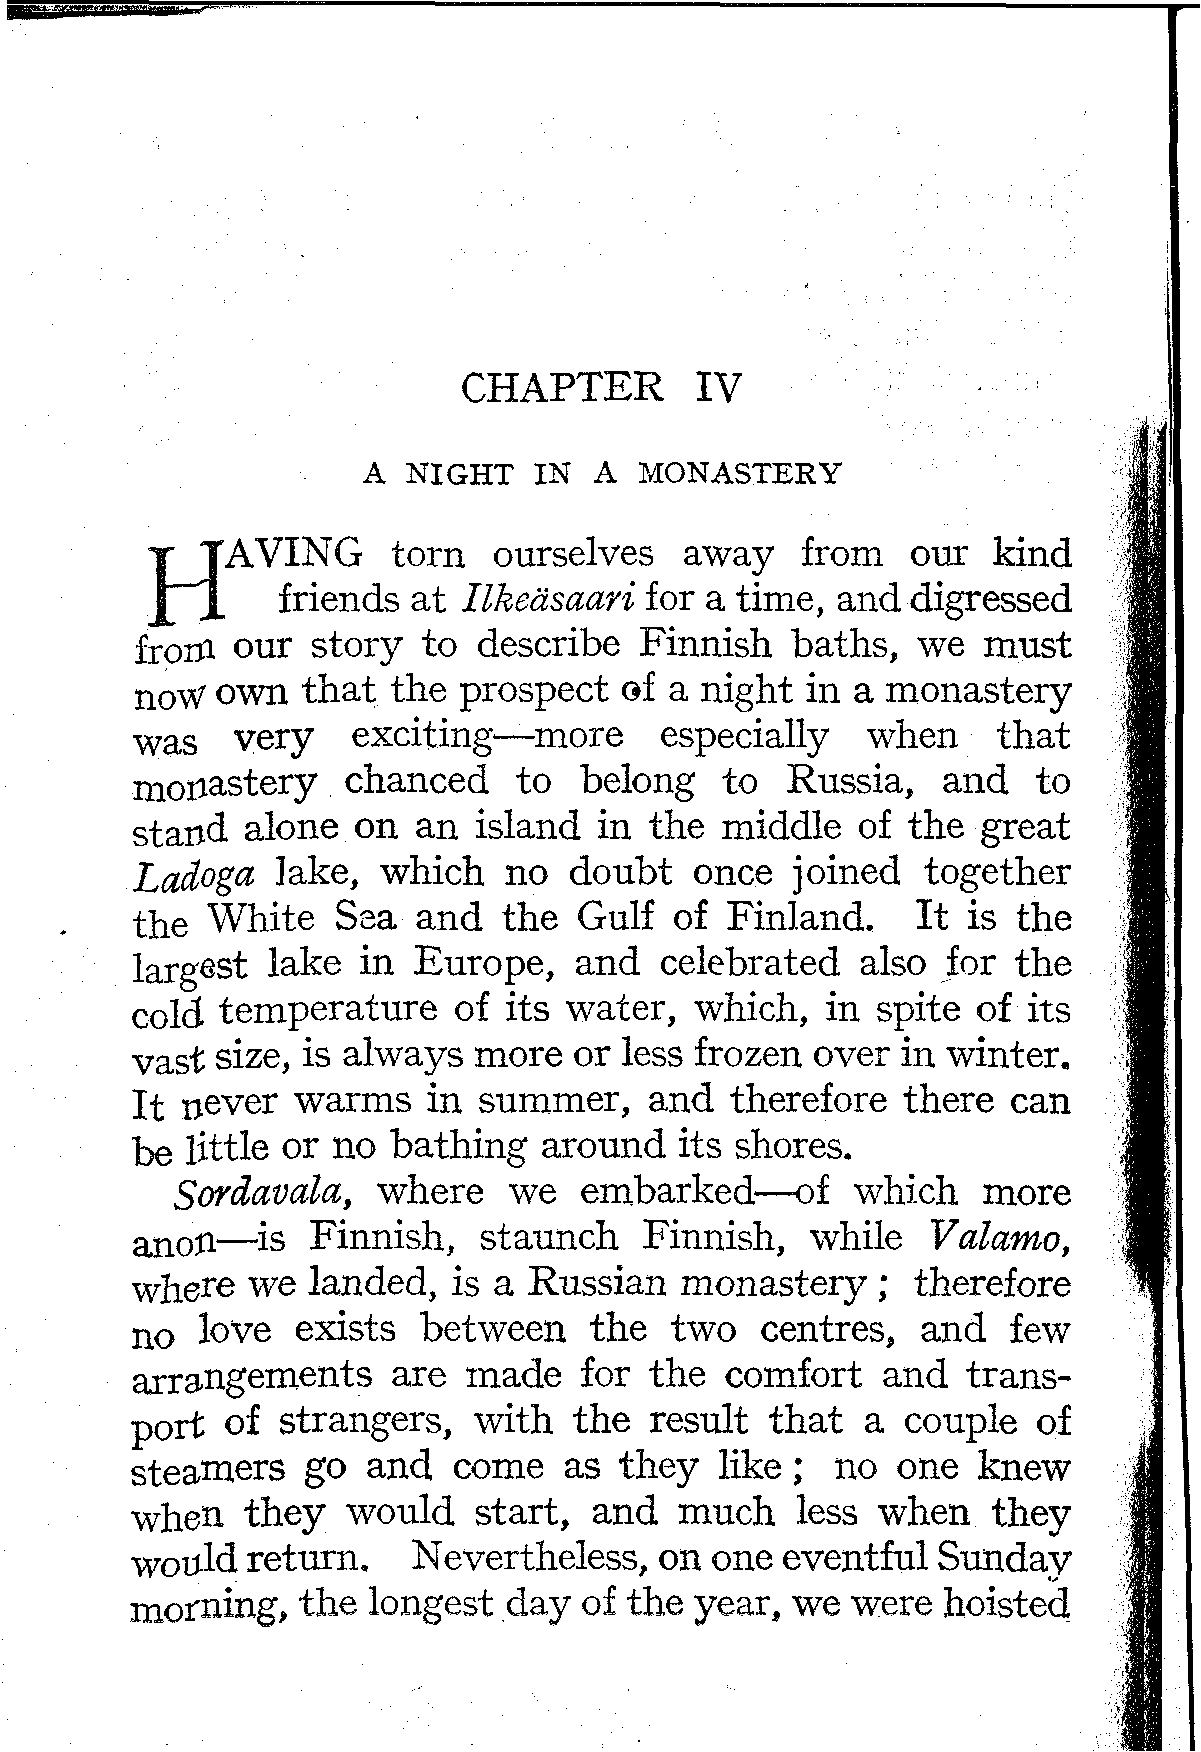 CHAPTER IV
A NIGHT IN A MONASTERY
HAVING torn ourselves away from our kind
friends at Ilkeäsaari for a time, and digressed
from our story to describe Finnish baths, we must
now own that the prospect of a night in a monastery
was very exciting—more especially when that
monastery chanced to belong to Russia, and to
stand alone on an island in the middle of the great
Ladoga lake, which no doubt once joined together
the White Sea and the Gulf of Finland. It is the
largest lake in Europe, and celebrated also for the
cold temperature of its water, which, in spite of its
vast size, is always more or less frozen over in winter.
It never warms in summer, and therefore there can
be little or no bathing around its shores.
Sordavala, where we embarked—of which more
anon—is Finnish, staunch Finnish, while Valamo,
where we landed, is a Russian monastery; therefore
no love exists between the two centres, and few
arrangements are made for the comfort and trans-
port of strangers, with the result that a couple of
steamers go and come as they like; no one knew
when they would start, and much less when they
would return. Nevertheless, on one eventful Sunday
morning, the longest day of the year, we were hoisted